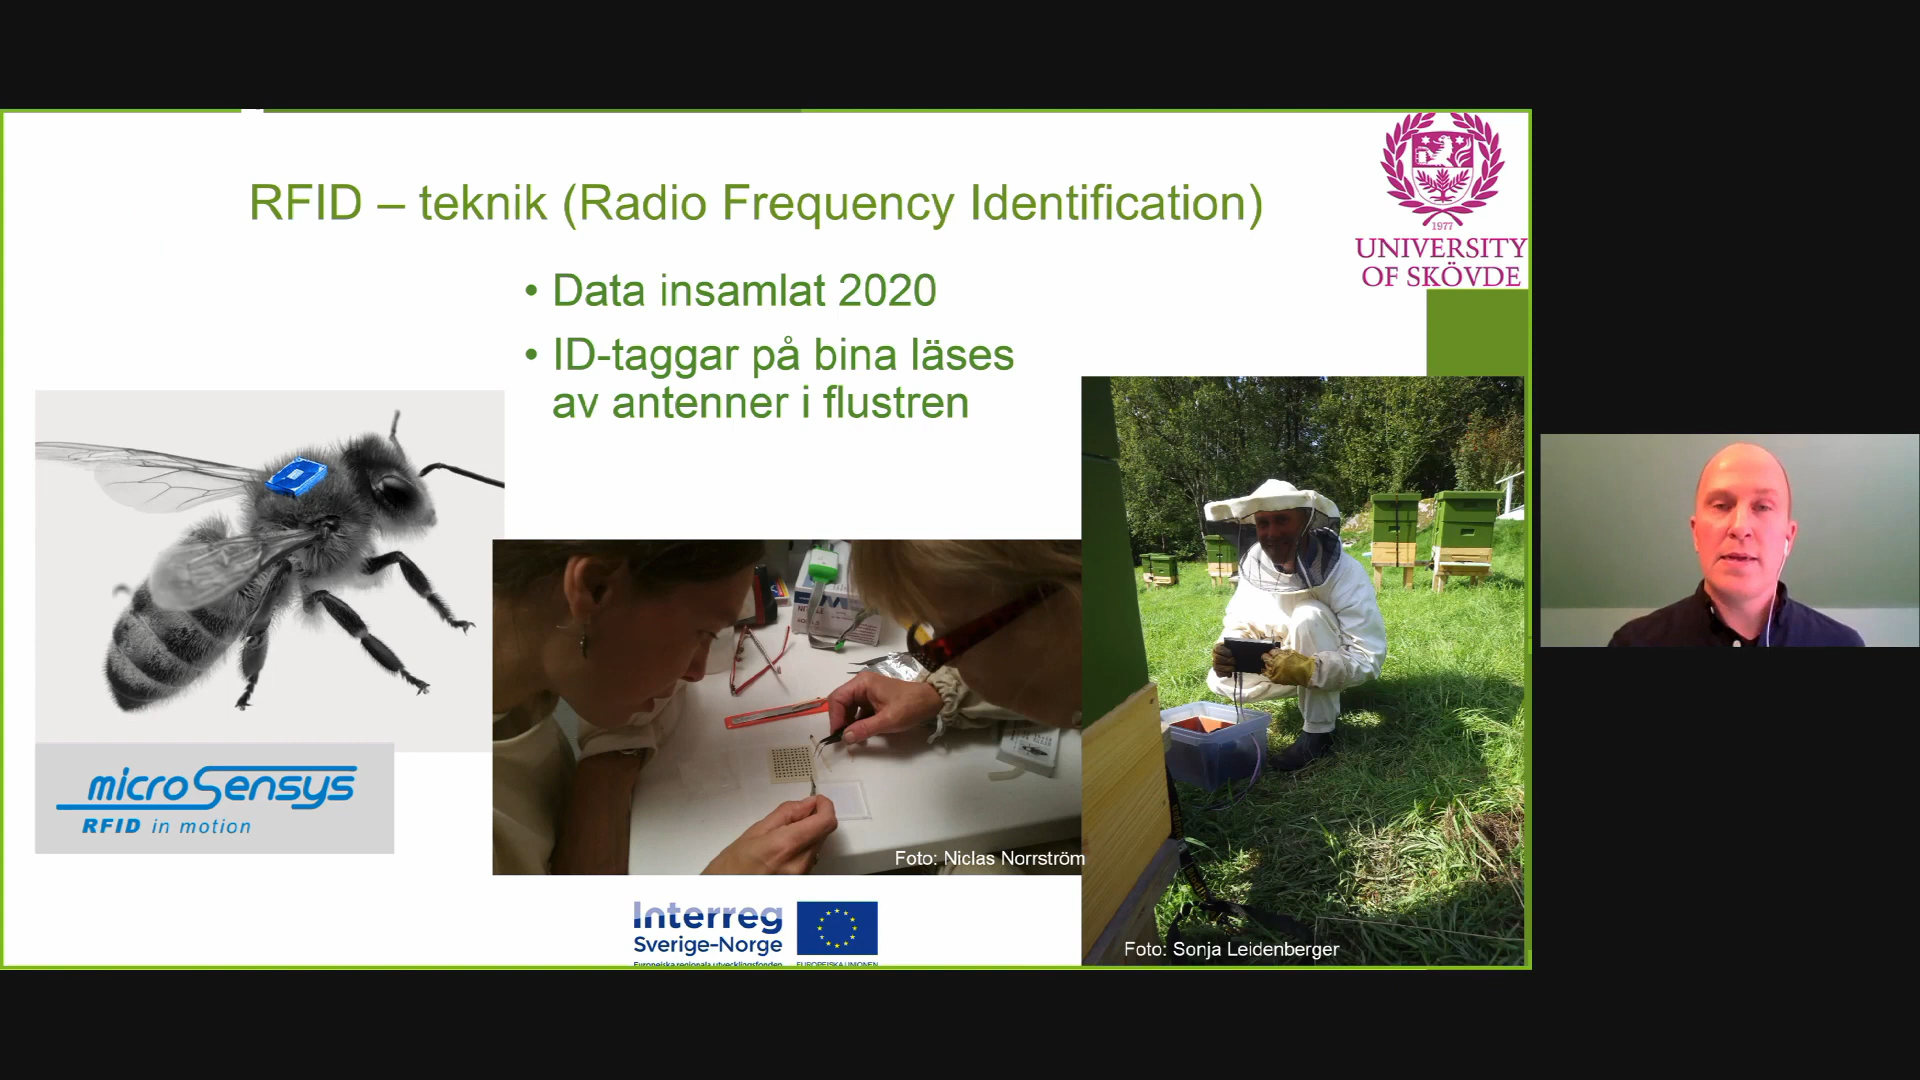 RFID – teknik (Radio Frequency Identification)
1977
UNIVERSITY
OF SKÖVDE
• Data insamlat 2020
• ID-taggar på bina läses
av antenner i flustren
microSensys
RFID in motion
Foto: Niclas Norrström
Foto: Sonja Leidenberger
Interreg
Sverige-Norge
Europeiska regionala utvecklingsfonden
EUROPEISKA UNIONEN